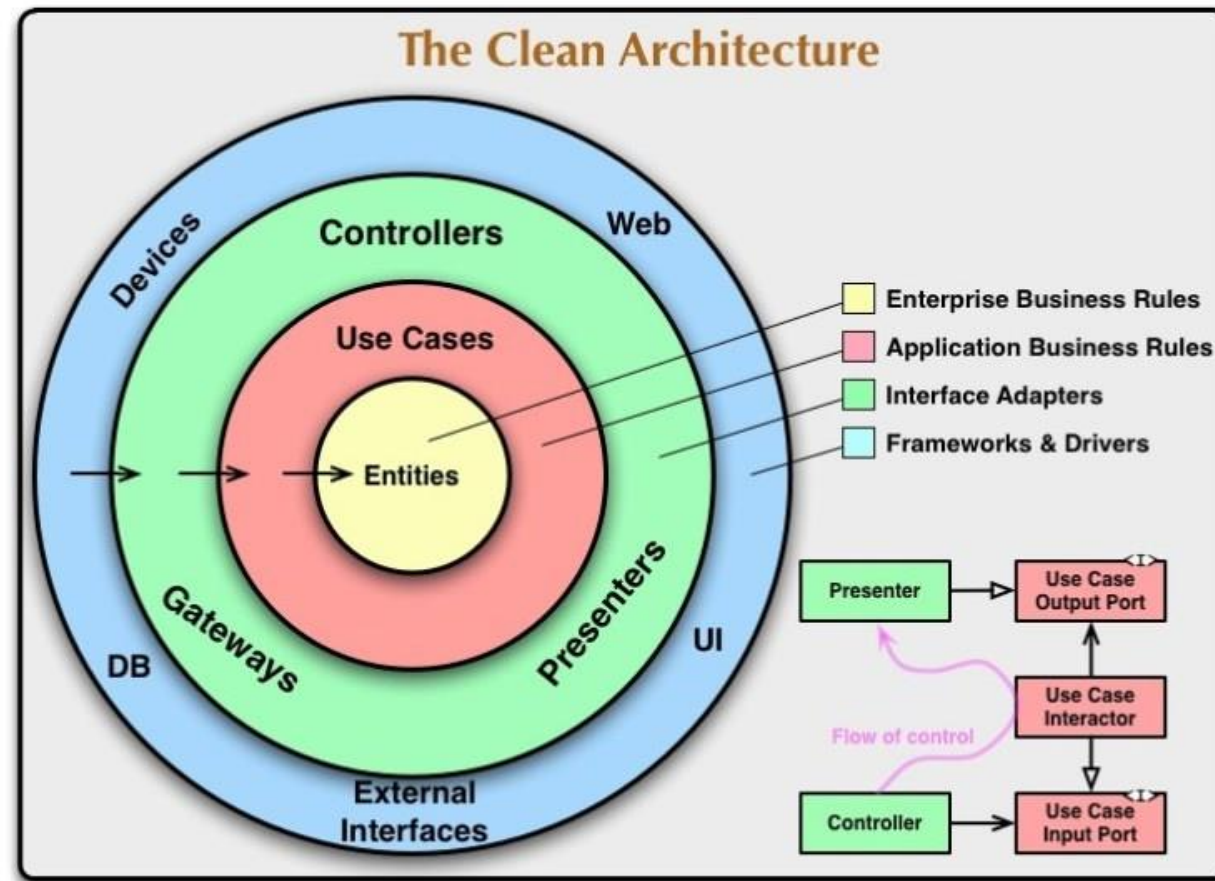 The Clean Architecture
Devices
Controllers
Web
Use Cases
Entities
Gateways
Presenters
DB
UI
External
Interfaces
Enterprise Business Rules
Application Business Rules
Interface Adapters
Frameworks & Drivers
Presenter
Use Case
Output Port
Use Case
Interactor
Flow of control
Controller
Use Case
Input Port
<I>
<I>